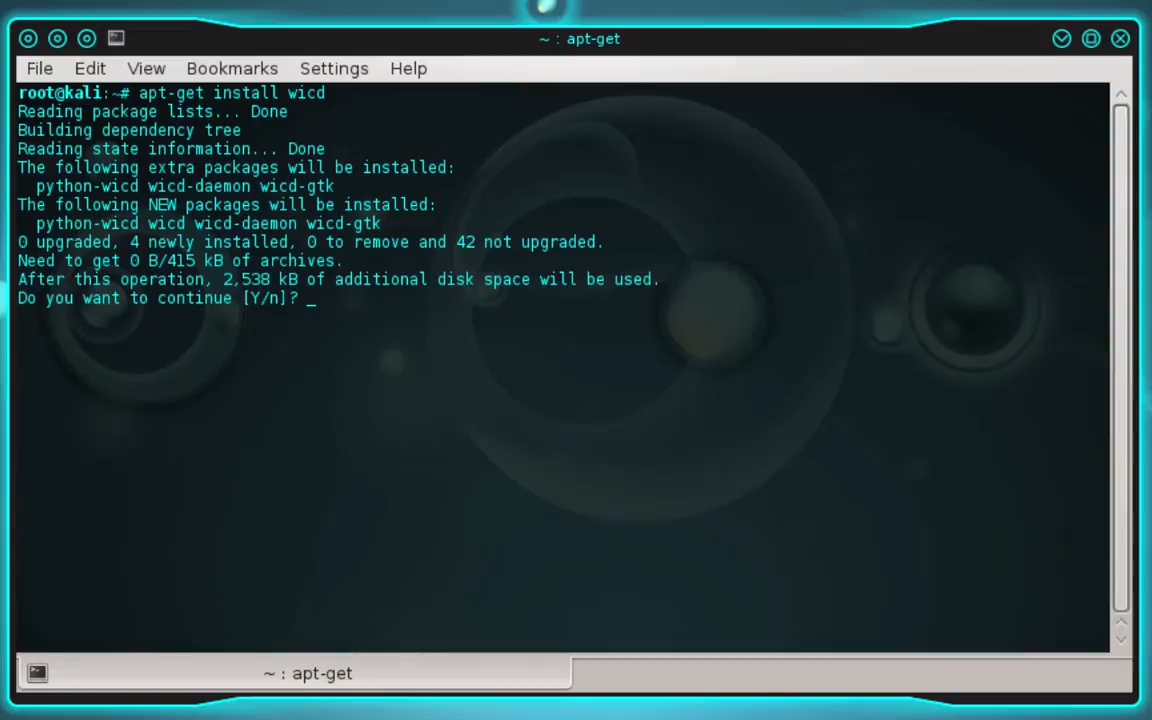 ~ : apt-get
File Edit View Bookmarks Settings Help
root@kali:~# apt-get install wicd
Reading package lists... Done
Building dependency tree
Reading state information... Done
The following extra packages will be installed:
  python-wicd wicd-daemon wicd-gtk
The following NEW packages will be installed:
  python-wicd wicd wicd-daemon wicd-gtk
0 upgraded, 4 newly installed, 0 to remove and 42 not upgraded.
Need to get 0 B/415 kB of archives.
After this operation, 2,538 kB of additional disk space will be used.
Do you want to continue [Y/n]? _
~ : apt-get